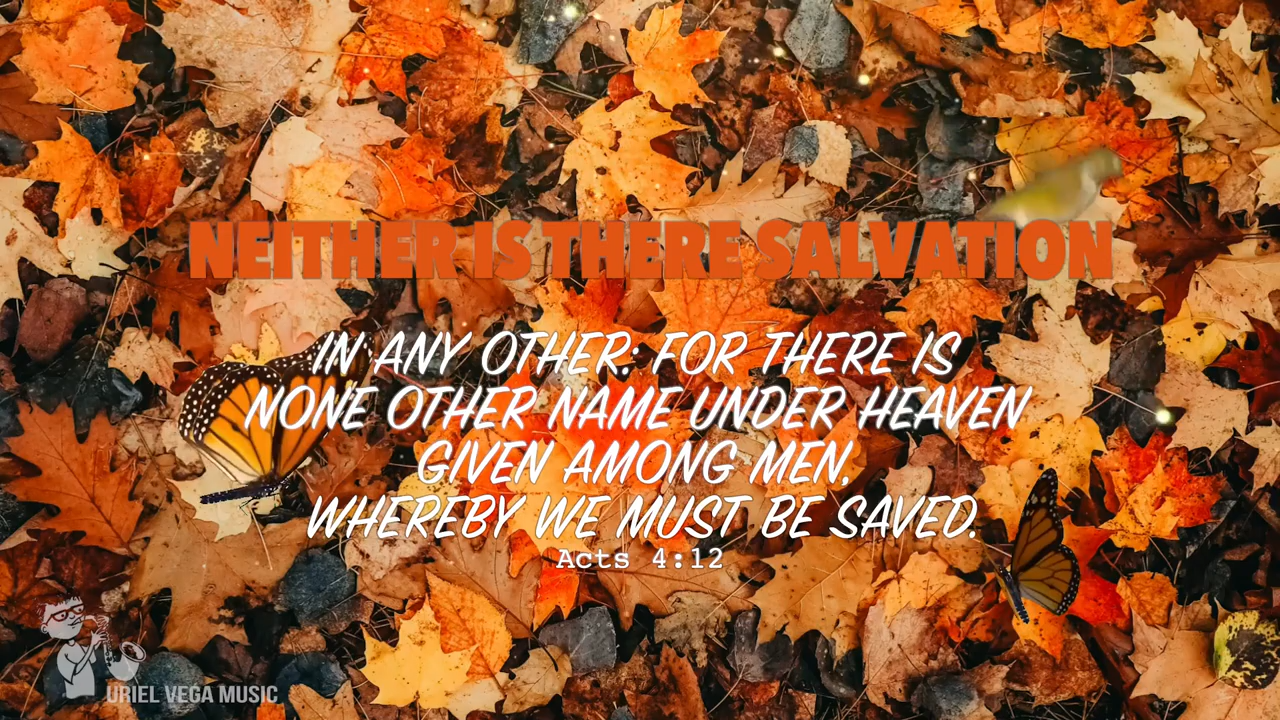 NEITHER IS THERE SALVATION
IN ANY OTHER: FOR THERE IS
NONE OTHER NAME UNDER HEAVEN
GIVEN AMONG MEN,
WHEREBY WE MUST BE SAVED.
Acts 4:12
URIEL VEGA MUSIC